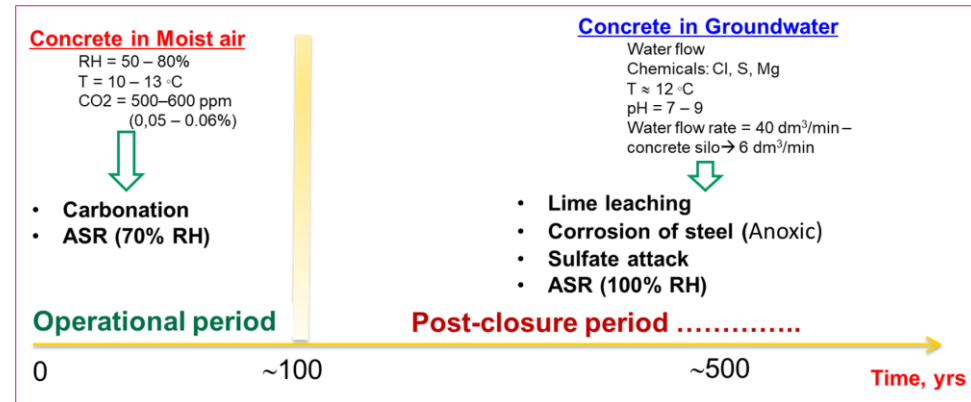 Concrete in Moist air
RH = 50 – 80%
T = 10 – 13 ◦C
CO2 = 500–600 ppm
(0,05 – 0.06%)
• Carbonation
• ASR (70% RH)
Concrete in Groundwater
Water flow
Chemicals: Cl, S, Mg
T ≈ 12 ◦C
pH = 7 – 9
Water flow rate = 40 dm³/min –
concrete silo→ 6 dm³/min
• Lime leaching
• Corrosion of steel (Anoxic)
• Sulfate attack
• ASR (100% RH)
Operational period
Post-closure period …………..
0
~100
~500
Time, yrs